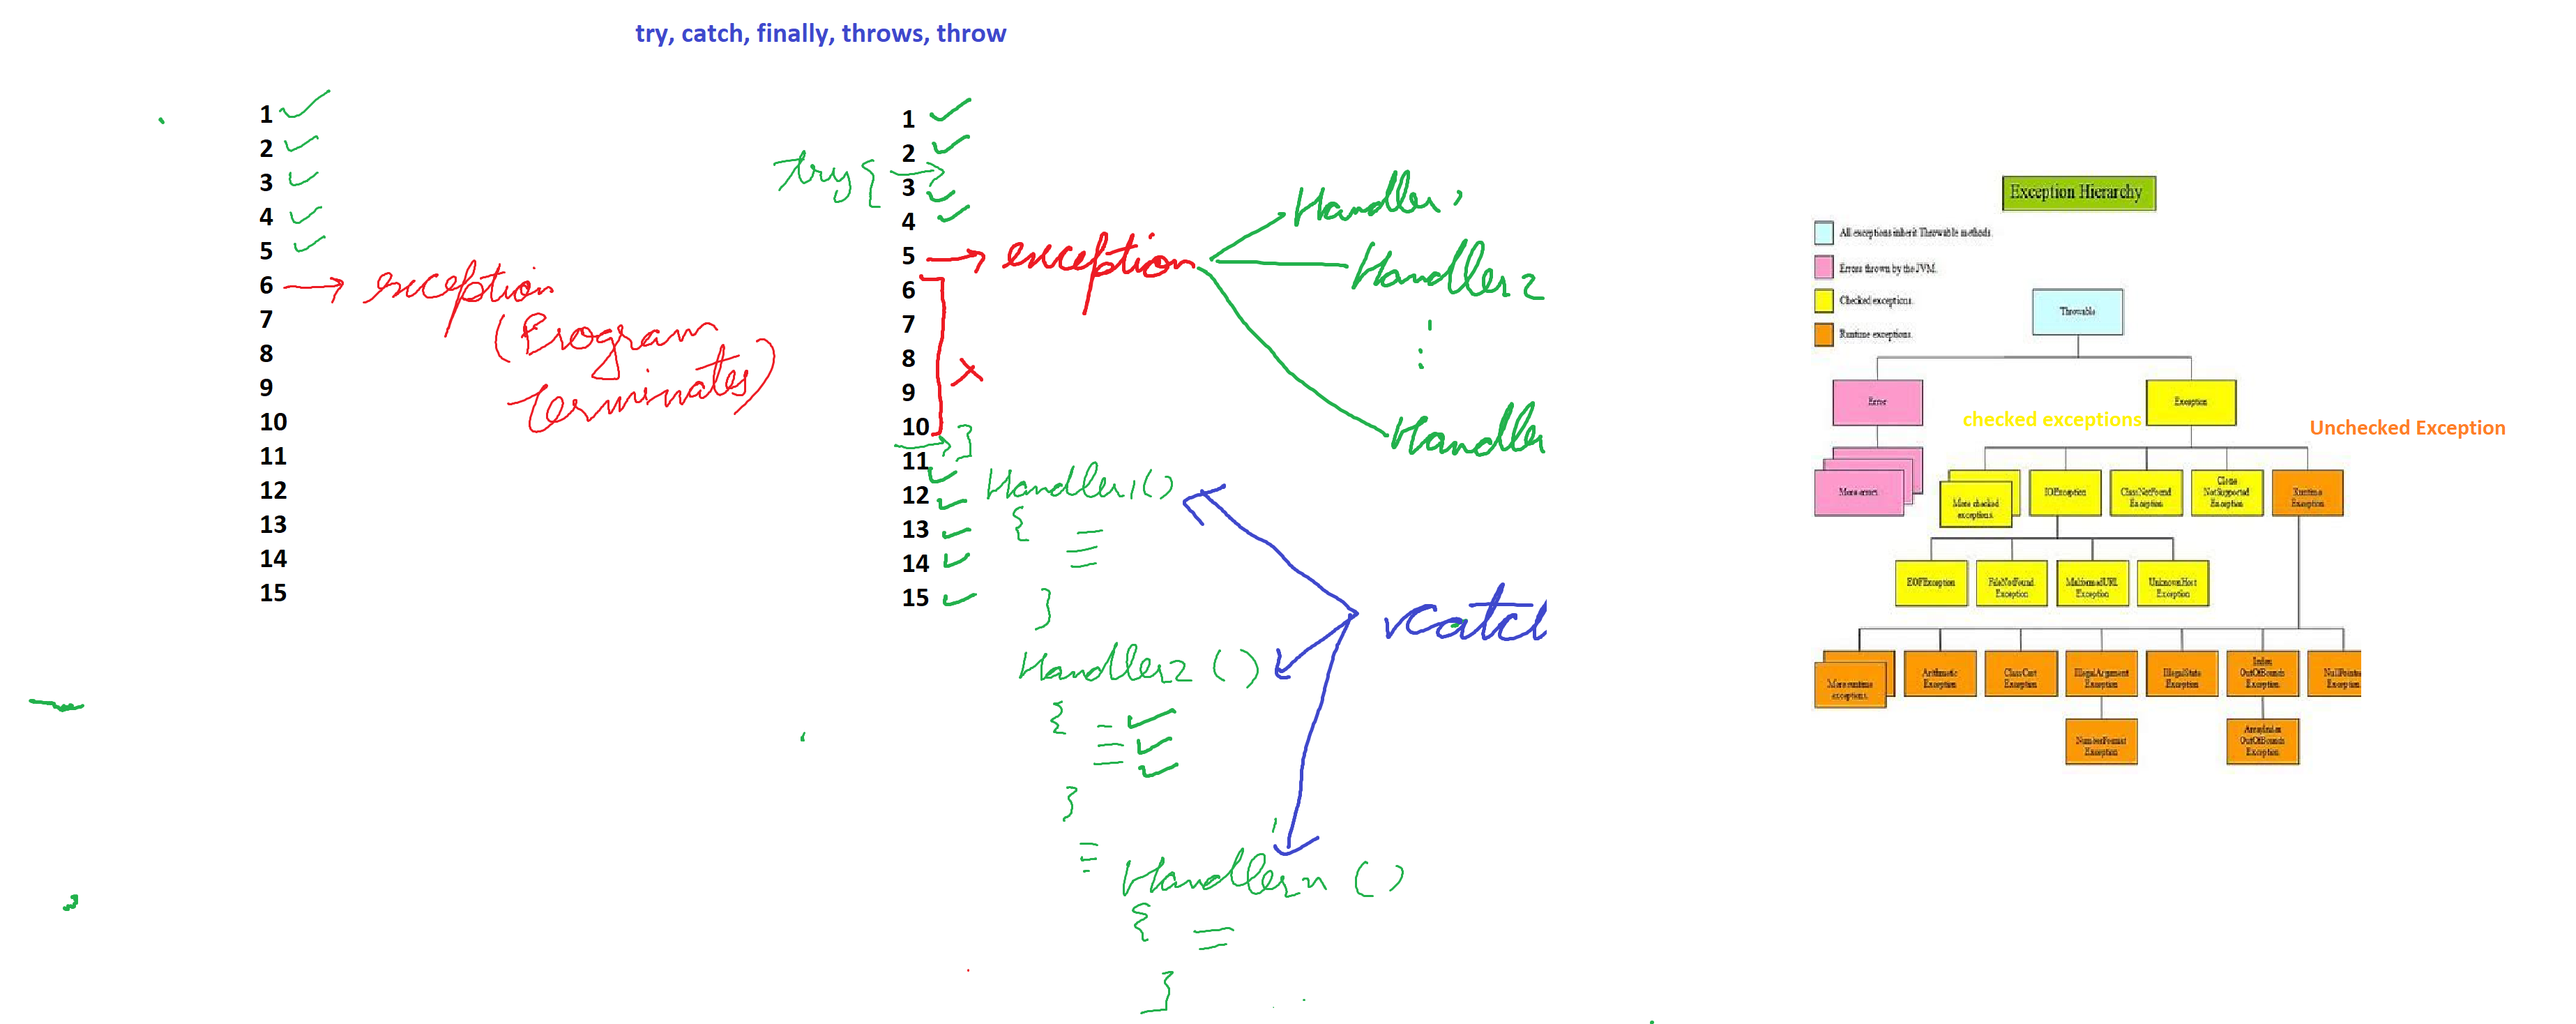 try, catch, finally, throws, throw
1
2
3
4
5
6 exception
(Program
terminates)
7
8
9
10
11
12
13
14
15
1
2
try{
3
4
5 exception
6
7
8
9
10
}
11
12
13
14
15
Handler1
Handler2
Handler
Handler1()
{
}
Handler2 ()
{
}
Handlern ()
{
}
catch
Exception Hierarchy
All exceptions inherit Throwable methods.
Errors thrown by the JVM.
Checked exceptions.
Runtime exceptions.
Throwable
Error
Exception
checked exceptions
Unchecked Exception
More errors
More checked
exceptions.
IOException
ClassNotFound
Exception
Clone
NotSupported
Exception
Runtime
Exception
EOFException
FileNotFound
Exception
MalformedURL
Exception
UnknownHost
Exception
More runtime
exceptions.
Arithmetic
Exception
ClassCast
Exception
IllegalArgument
Exception
IllegalState
Exception
Index
OutOfBounds
Exception
NullPointe
Exception
NumberFormat
Exception
ArrayIndex
OutOfBounds
Exception